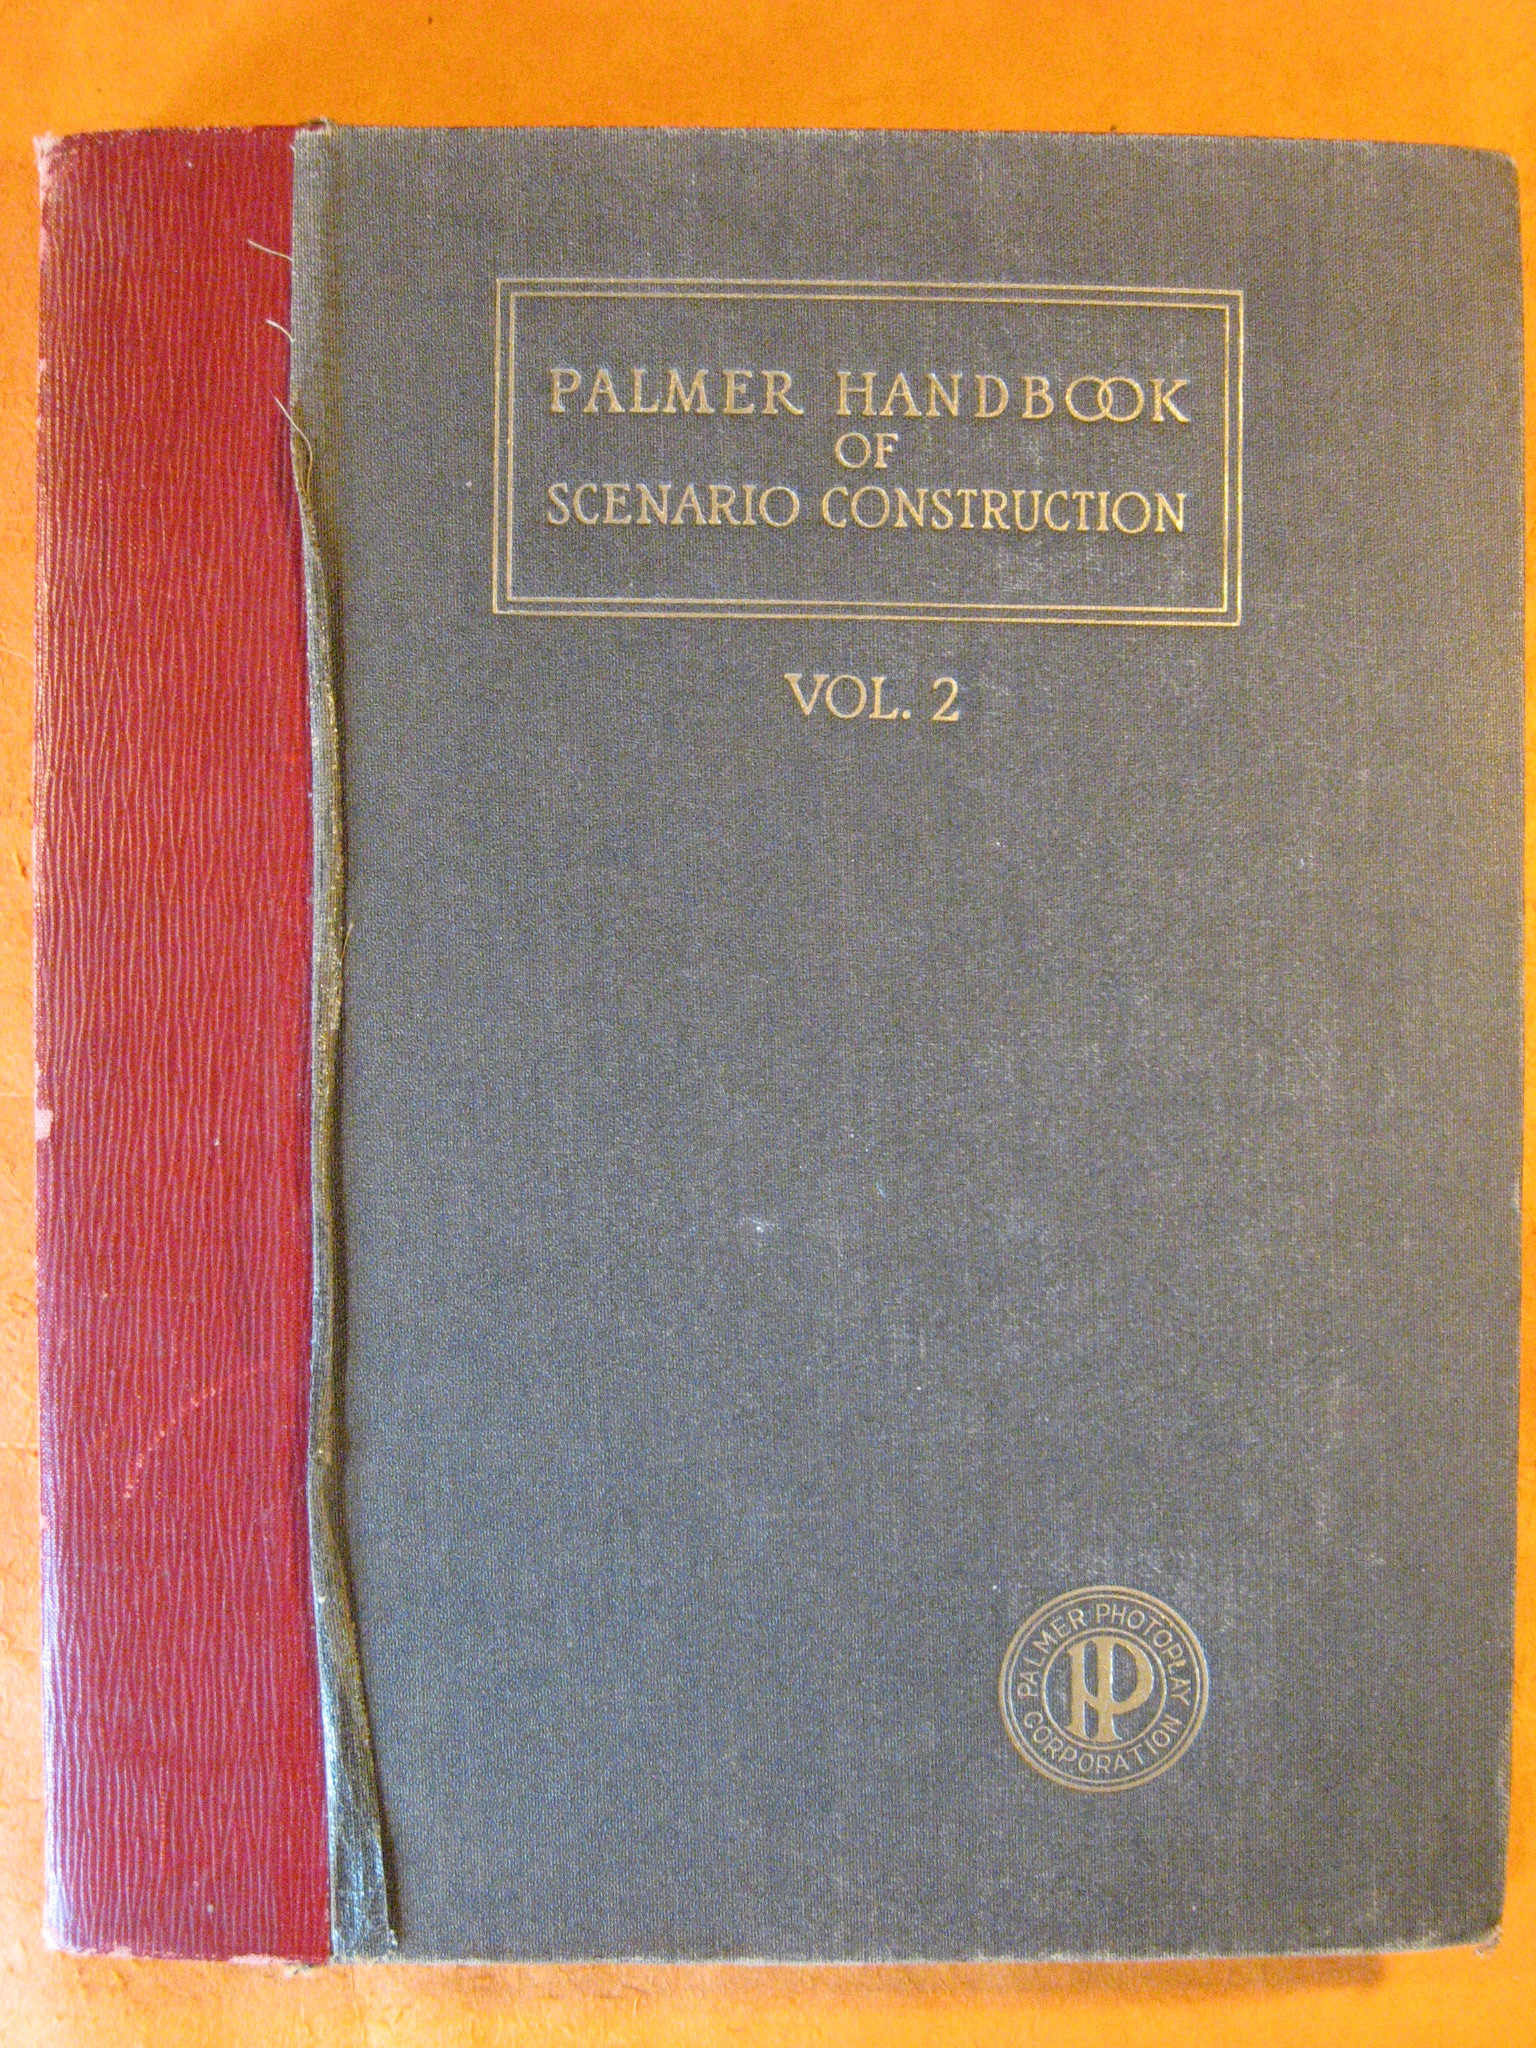 PALMER HANDBOOK
OF
SCENARIO CONSTRUCTION
VOL. 2
PALMER PHOTOPLAY
CORPORATION
PP